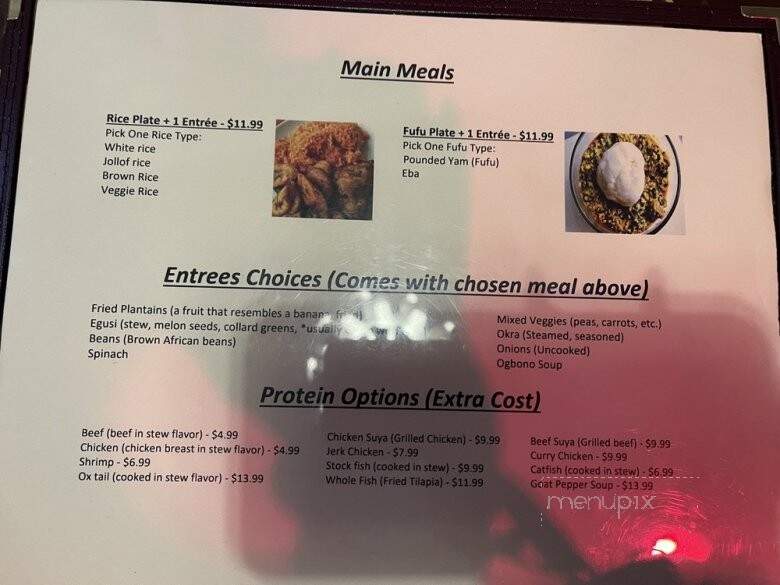 Main Meals
Rice Plate + 1 Entrée - $11.99
Pick One Rice Type:
White rice
Jollof rice
Brown Rice
Veggie Rice
Fufu Plate + 1 Entrée - $11.99
Pick One Fufu Type:
Pounded Yam (Fufu)
Eba
Entrees Choices (Comes with chosen meal above)
Fried Plantains (a fruit that resembles a banana,
Egusi (stew, melon seeds, collard greens, *usually
Beans (Brown African beans)
Spinach
Mixed Veggies (peas, carrots, etc.)
Okra (Steamed, seasoned)
Onions (Uncooked)
Ogbono Soup
Protein Options (Extra Cost)
Beef (beef in stew flavor) - $4.99
Chicken (chicken breast in stew flavor) - $4.99
Shrimp - $6.99
Ox tail (cooked in stew flavor) - $13.99
Chicken Suya (Grilled Chicken) - $9.99
Jerk Chicken - $7.99
Stock fish (cooked in stew) - $9.99
Whole Fish (Fried Tilapia) - $11.99
Beef Suya (Grilled beef) - $9.99
Curry Chicken - $9.99
Catfish (cooked in stew) - $6.99
Goat Pepper Soup - $13.99
menupix